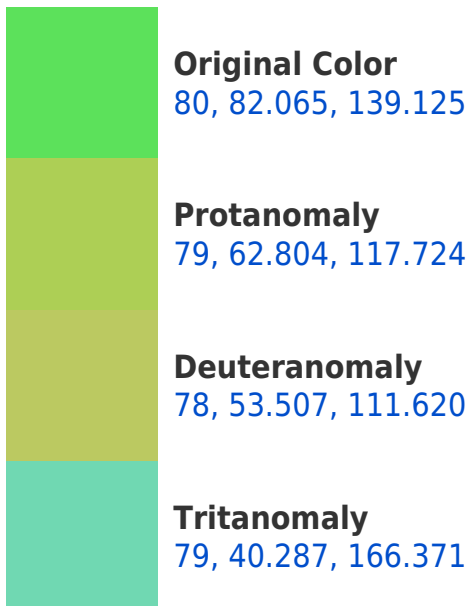 Original Color
80, 82.065, 139.125
Protanomaly
79, 62.804, 117.724
Deuteranomaly
78, 53.507, 111.620
Tritanomaly
79, 40.287, 166.371